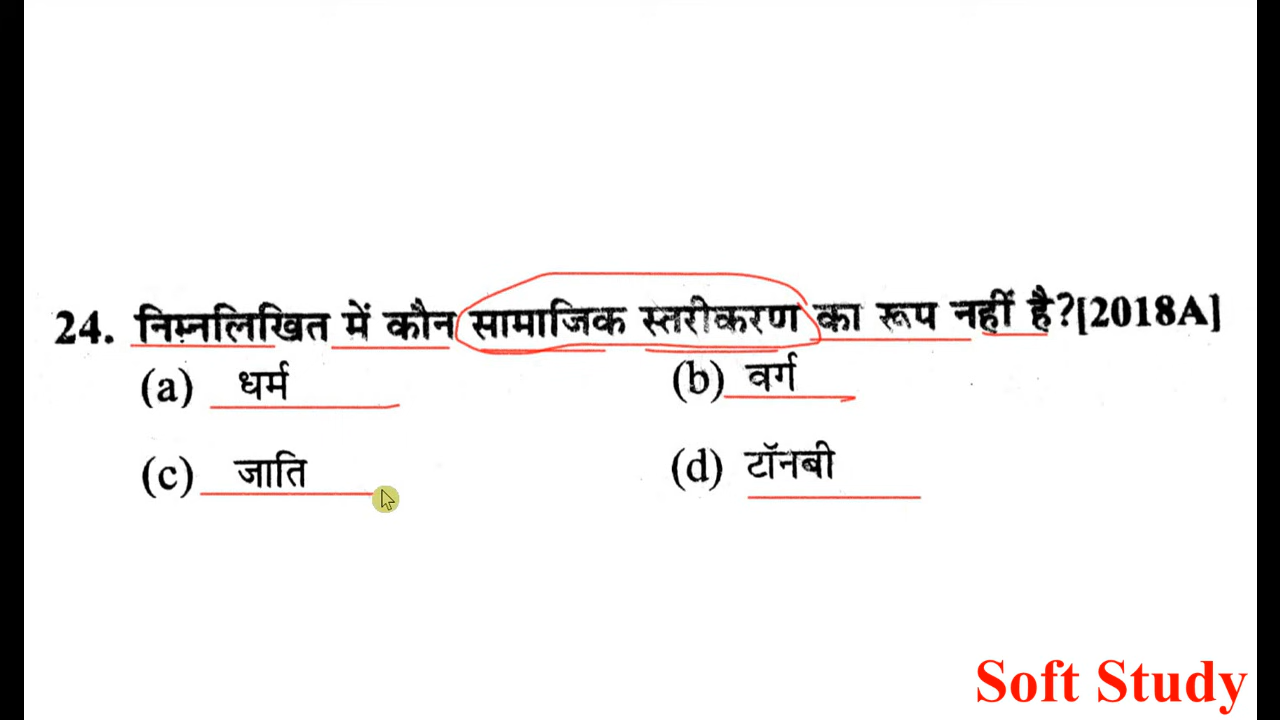 24. निम्नलिखित में कौन सामाजिक स्तरीकरण का रूप नहीं है?[2018A]
(a) धर्म (b) वर्ग
(c) जाति (d) टॉनबी
Soft Study